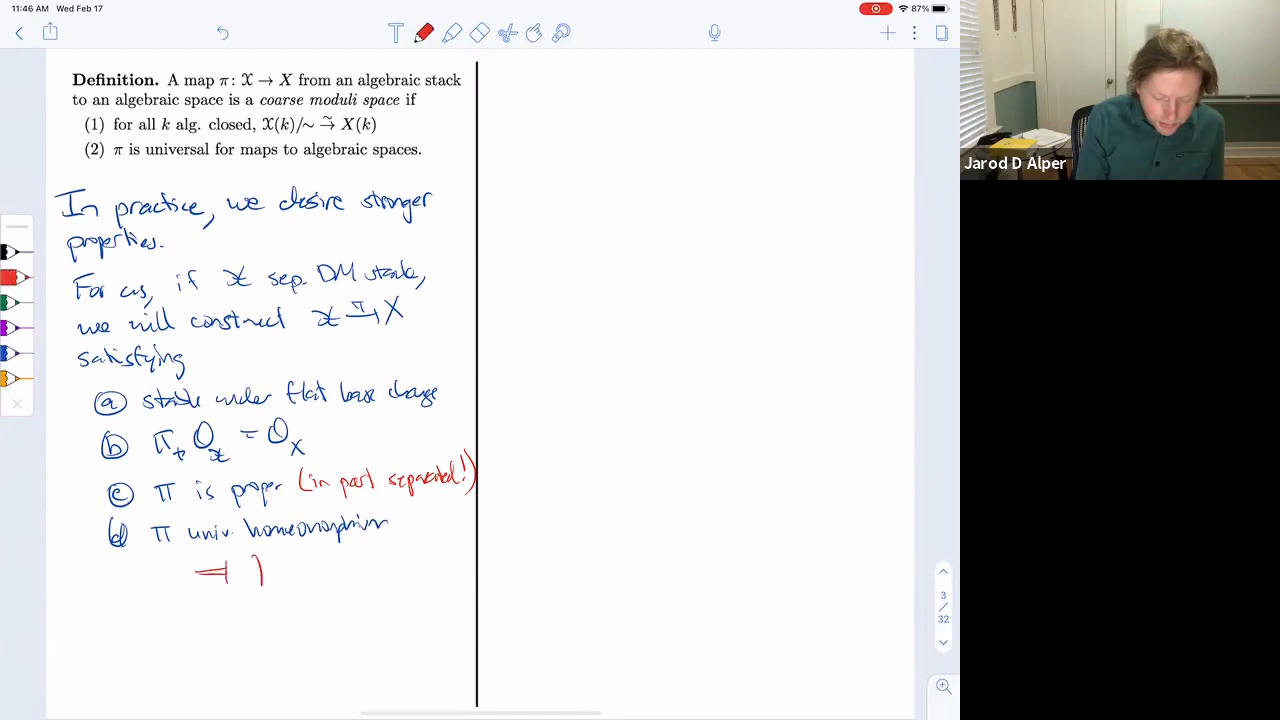 11:46 AM Wed Feb 17
87%
Definition. A map π: 𝒳 → X from an algebraic stack
to an algebraic space is a coarse moduli space if
(1) for all k alg. closed, 𝒳(k)/∼ ⥲ X(k)
(2) π is universal for maps to algebraic spaces.
In practice, we desire stronger
properties.
For us, if 𝒳 sep. DM stack,
we will construct 𝒳 →^π X
satisfying
(a) stable under flat base change
(b) π_* O_𝒳 = O_X
(c) π is proper (in part separated!)
(d) π univ. homeomorphism
3
/
32
Jarod D Alper